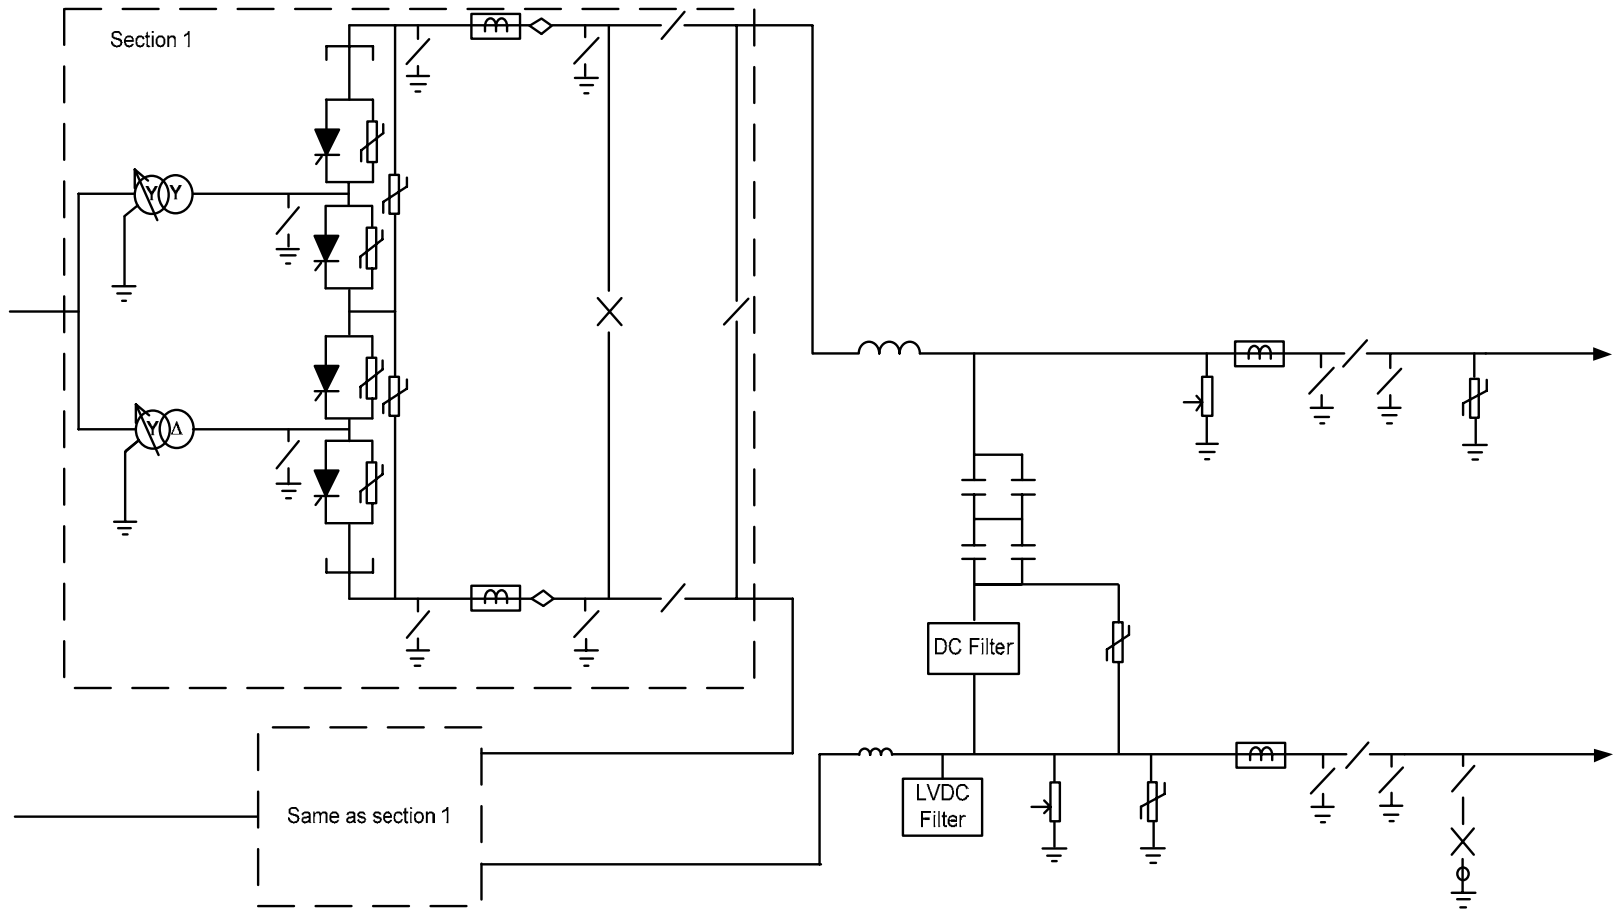 Section 1
Y Y
Y Δ
DC Filter
LVDC
Filter
Same as section 1